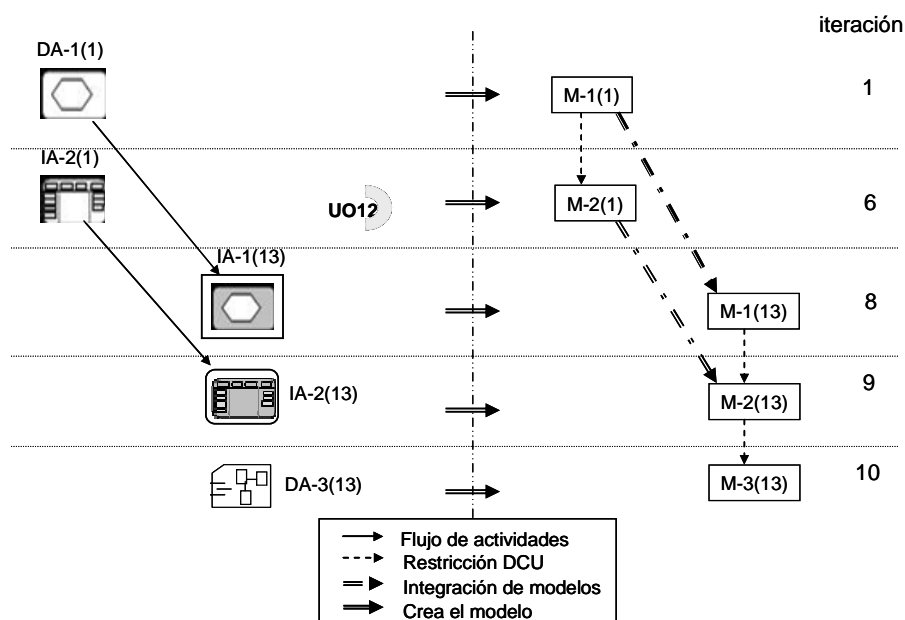 iteración
DA-1(1)
M-1(1)
1
IA-2(1)
UO12
M-2(1)
6
IA-1(13)
M-1(13)
8
IA-2(13)
M-2(13)
9
DA-3(13)
M-3(13)
10
Flujo de actividades
Restricción DCU
Integración de modelos
Crea el modelo